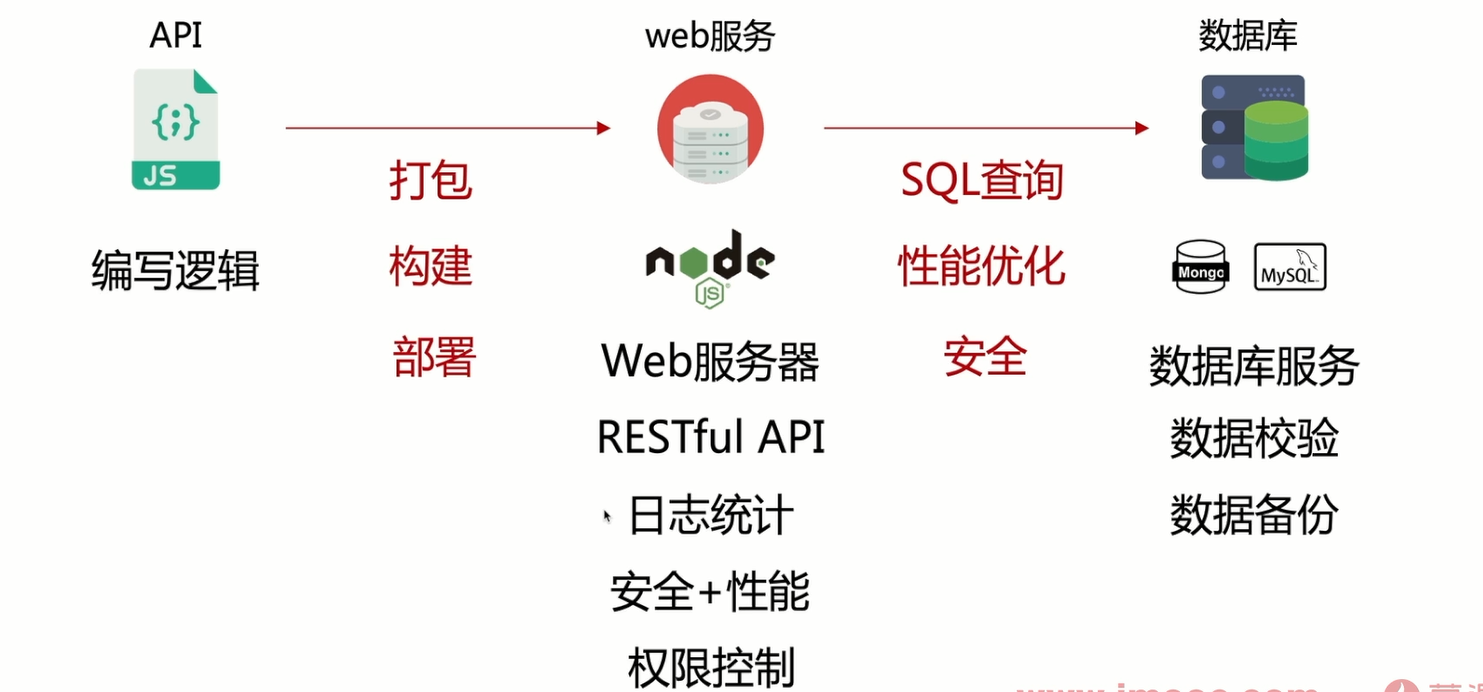 API
web服务
数据库
{;}
JS
打包
SQL查询
编写逻辑
构建
node
JS
性能优化
Mongo
MySQL
部署
Web服务器
安全
数据库服务
RESTful API
数据校验
日志统计
数据备份
安全+性能
权限控制